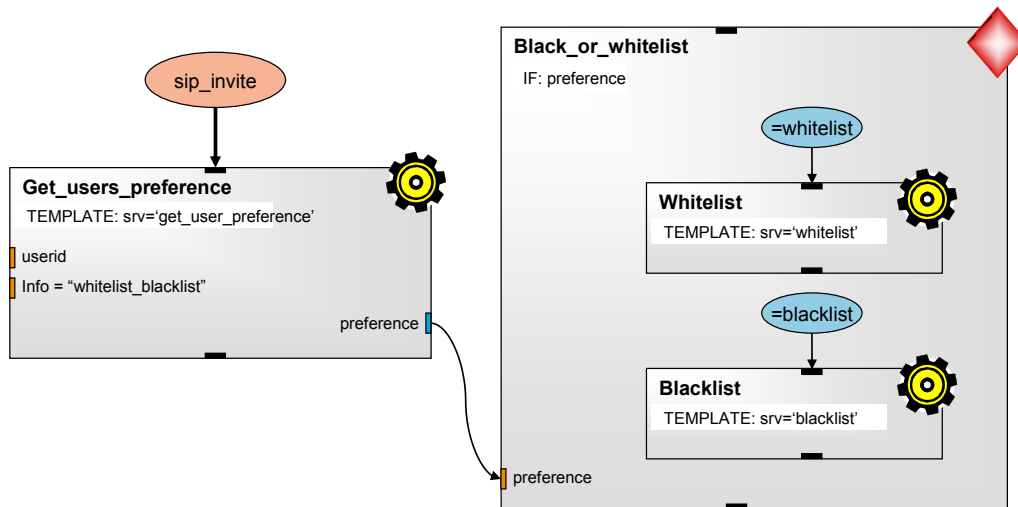 sip_invite
Get_users_preference
TEMPLATE: srv=‘get_user_preference’
userid
Info = “whitelist_blacklist”
preference
Black_or_whitelist
IF: preference
=whitelist
Whitelist
TEMPLATE: srv=‘whitelist’
=blacklist
Blacklist
TEMPLATE: srv=‘blacklist’
preference